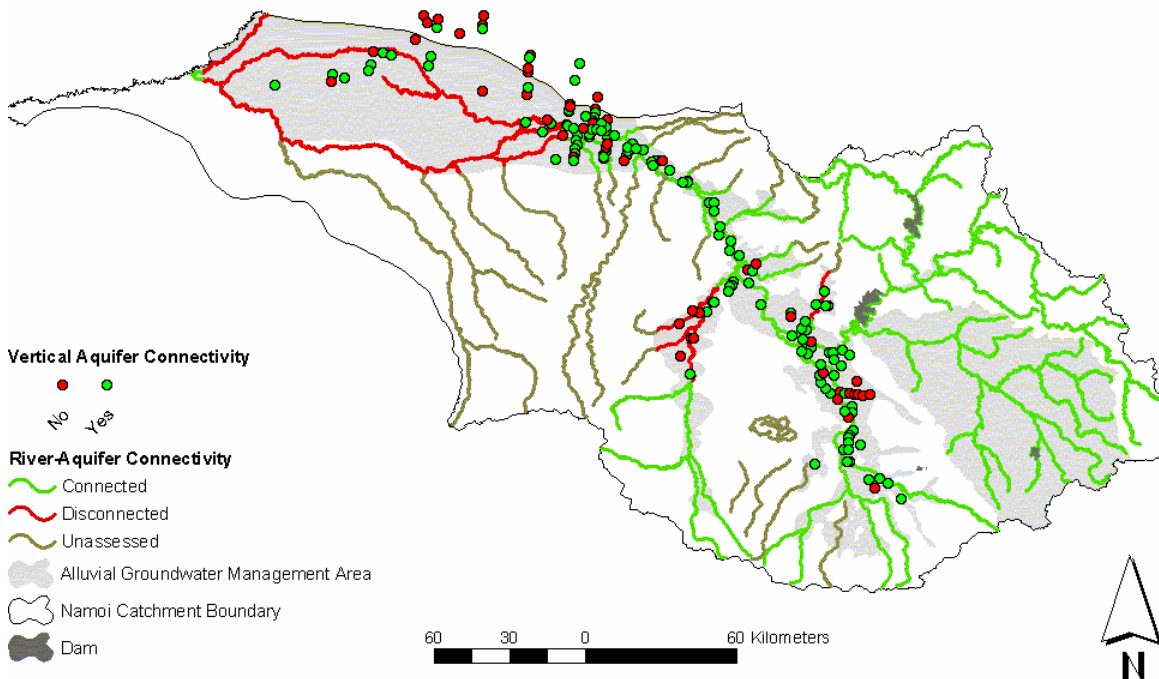 Vertical Aquifer Connectivity
No Yes
River-Aquifer Connectivity
Connected
Disconnected
Unassessed
Alluvial Groundwater Management Area
Namoi Catchment Boundary
Dam
60 30 0 60 Kilometers
N